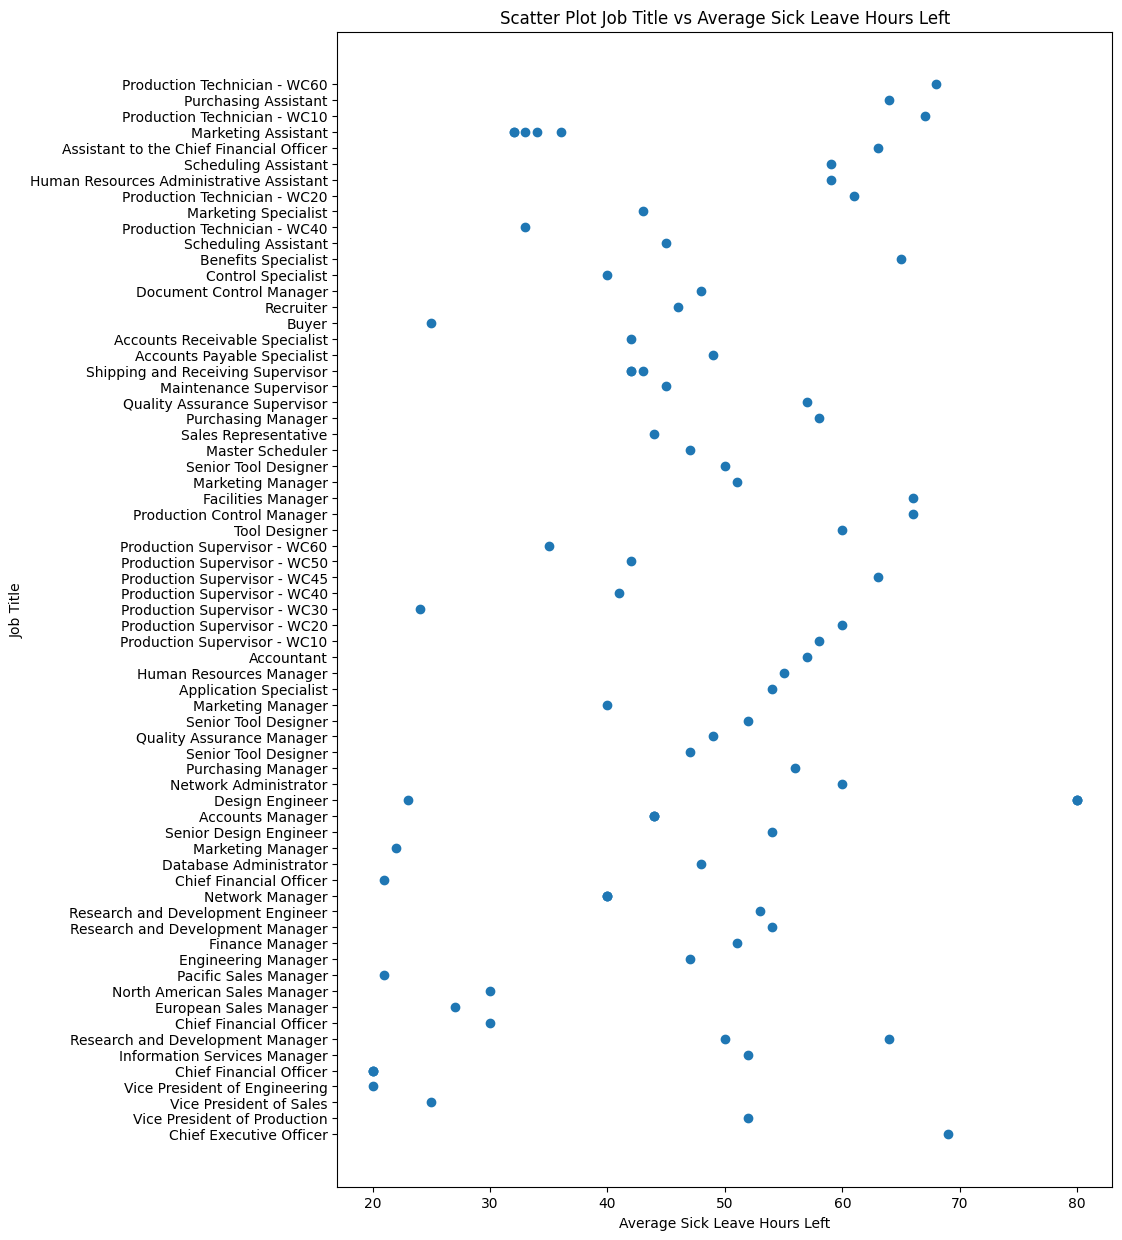 Scatter Plot Job Title vs Average Sick Leave Hours Left
Production Technician - WC60
Purchasing Assistant
Production Technician - WC10
Marketing Assistant
Assistant to the Chief Financial Officer
Scheduling Assistant
Human Resources Administrative Assistant
Production Technician - WC20
Marketing Specialist
Production Technician - WC40
Scheduling Assistant
Benefits Specialist
Control Specialist
Document Control Manager
Recruiter
Buyer
Accounts Receivable Specialist
Accounts Payable Specialist
Shipping and Receiving Supervisor
Maintenance Supervisor
Quality Assurance Supervisor
Purchasing Manager
Sales Representative
Master Scheduler
Senior Tool Designer
Marketing Manager
Facilities Manager
Production Control Manager
Tool Designer
Production Supervisor - WC60
Production Supervisor - WC50
Production Supervisor - WC45
Production Supervisor - WC40
Production Supervisor - WC30
Production Supervisor - WC20
Production Supervisor - WC10
Accountant
Human Resources Manager
Application Specialist
Marketing Manager
Senior Tool Designer
Quality Assurance Manager
Senior Tool Designer
Purchasing Manager
Network Administrator
Design Engineer
Accounts Manager
Senior Design Engineer
Marketing Manager
Database Administrator
Chief Financial Officer
Network Manager
Research and Development Engineer
Research and Development Manager
Finance Manager
Engineering Manager
Pacific Sales Manager
North American Sales Manager
European Sales Manager
Chief Financial Officer
Research and Development Manager
Information Services Manager
Chief Financial Officer
Vice President of Engineering
Vice President of Sales
Vice President of Production
Chief Executive Officer
Job Title
20 30 40 50 60 70 80
Average Sick Leave Hours Left